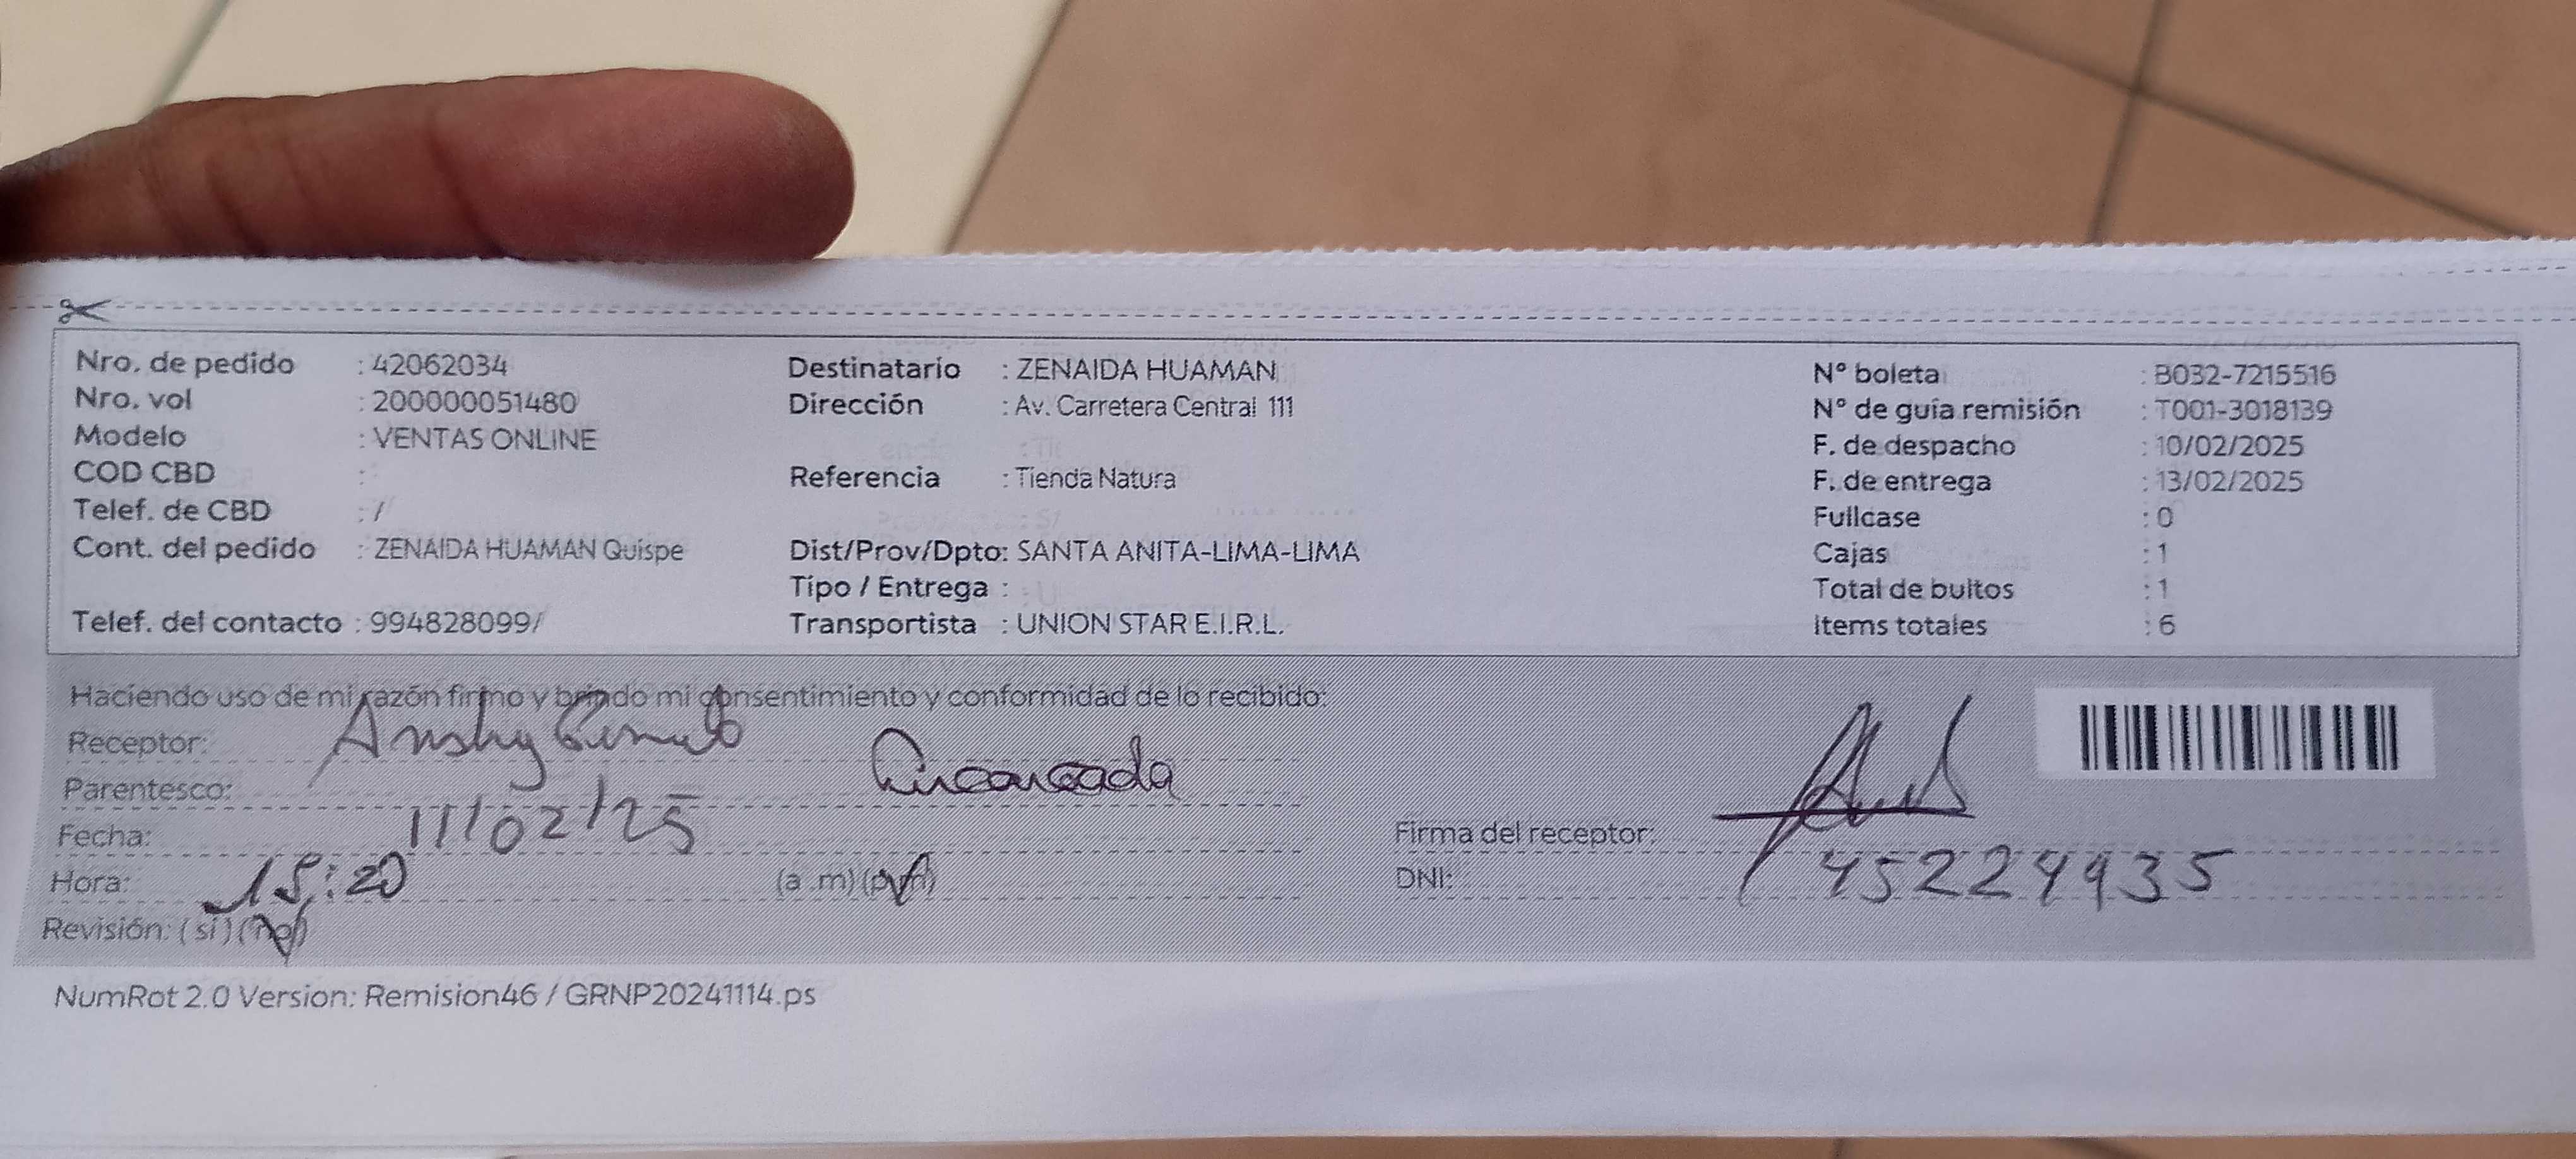 Nro. de pedido : 42062034
Nro. vol : 200000051480
Modelo : VENTAS ONLINE
COD CBD :
Telef. de CBD : /
Cont. del pedido : ZENAIDA HUAMAN Quispe
Telef. del contacto : 994828099/
Destinatario : ZENAIDA HUAMAN
Dirección : Av. Carretera Central 111
Referencia : Tienda Natura
Dist/Prov/Dpto: SANTA ANITA-LIMA-LIMA
Tipo / Entrega :
Transportista : UNION STAR E.I.R.L.
N° boleta : B032-7215516
N° de guia remisión : T001-3018139
F. de despacho : 10/02/2025
F. de entrega : 13/02/2025
Fullcase : 0
Cajas : 1
Total de bultos : 1
Items totales : 6
Haciendo uso de mi razón firmo y brindo mi consentimiento y conformidad de lo recibido:
Receptor:
Parentesco:
Fecha: 11/02/25
Hora: 15:20 (a .m) (p.m)
Revisión: ( si ) ( no )
Firma del receptor:
DNI: 45224935
NumRot 2.0 Version: Remision46 / GRNP20241114.ps